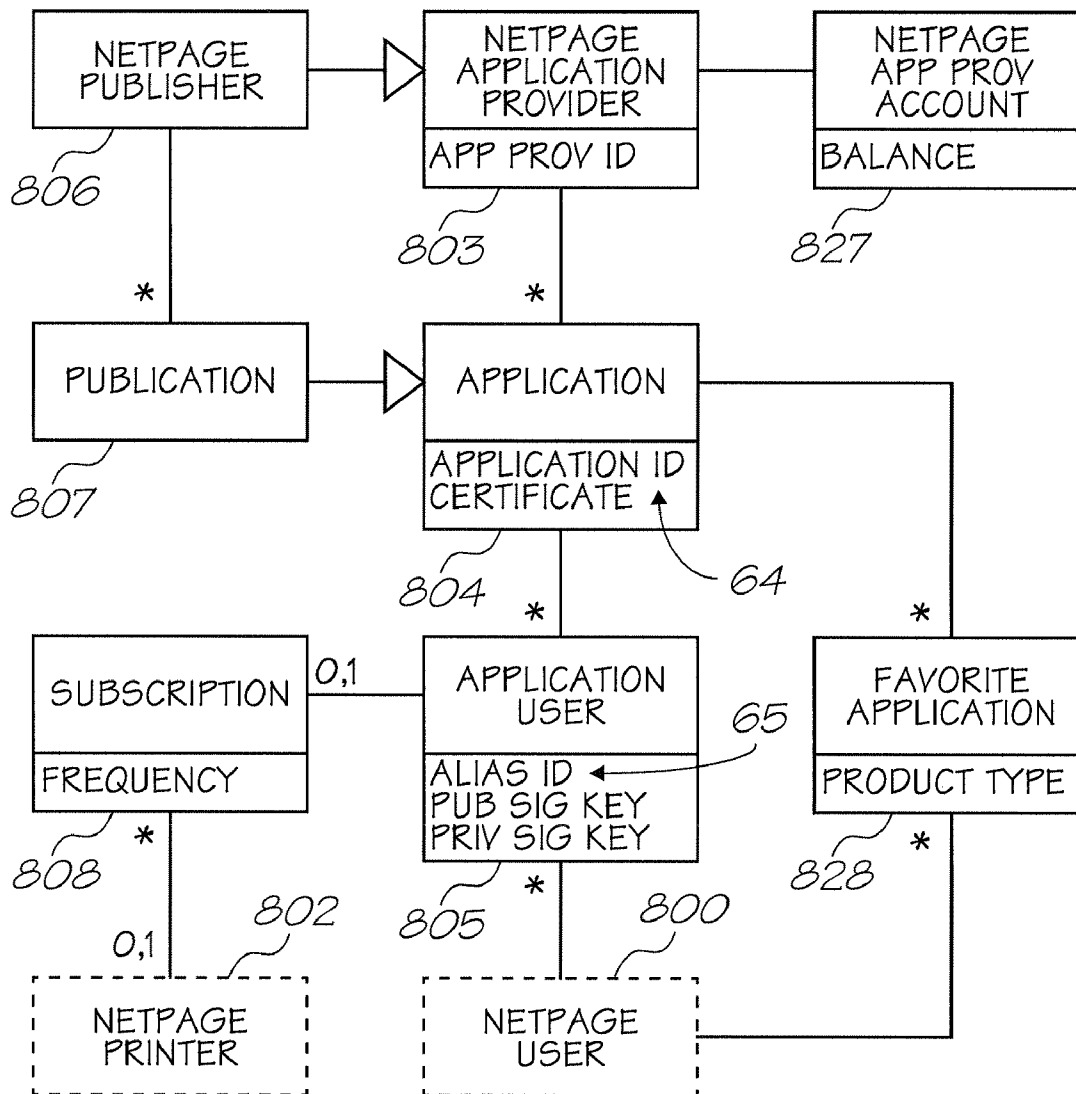 NETPAGE
PUBLISHER
806
NETPAGE
APPLICATION
PROVIDER
APP PROV ID
803
NETPAGE
APP PROV
ACCOUNT
BALANCE
827
*
*
PUBLICATION
807
APPLICATION
APPLICATION ID
CERTIFICATE
804
64
*
*
SUBSCRIPTION
FREQUENCY
808
0,1
APPLICATION
USER
ALIAS ID
PUB SIG KEY
PRIV SIG KEY
805
65
FAVORITE
APPLICATION
PRODUCT TYPE
828
*
*
*
0,1
802
NETPAGE
PRINTER
800
NETPAGE
USER